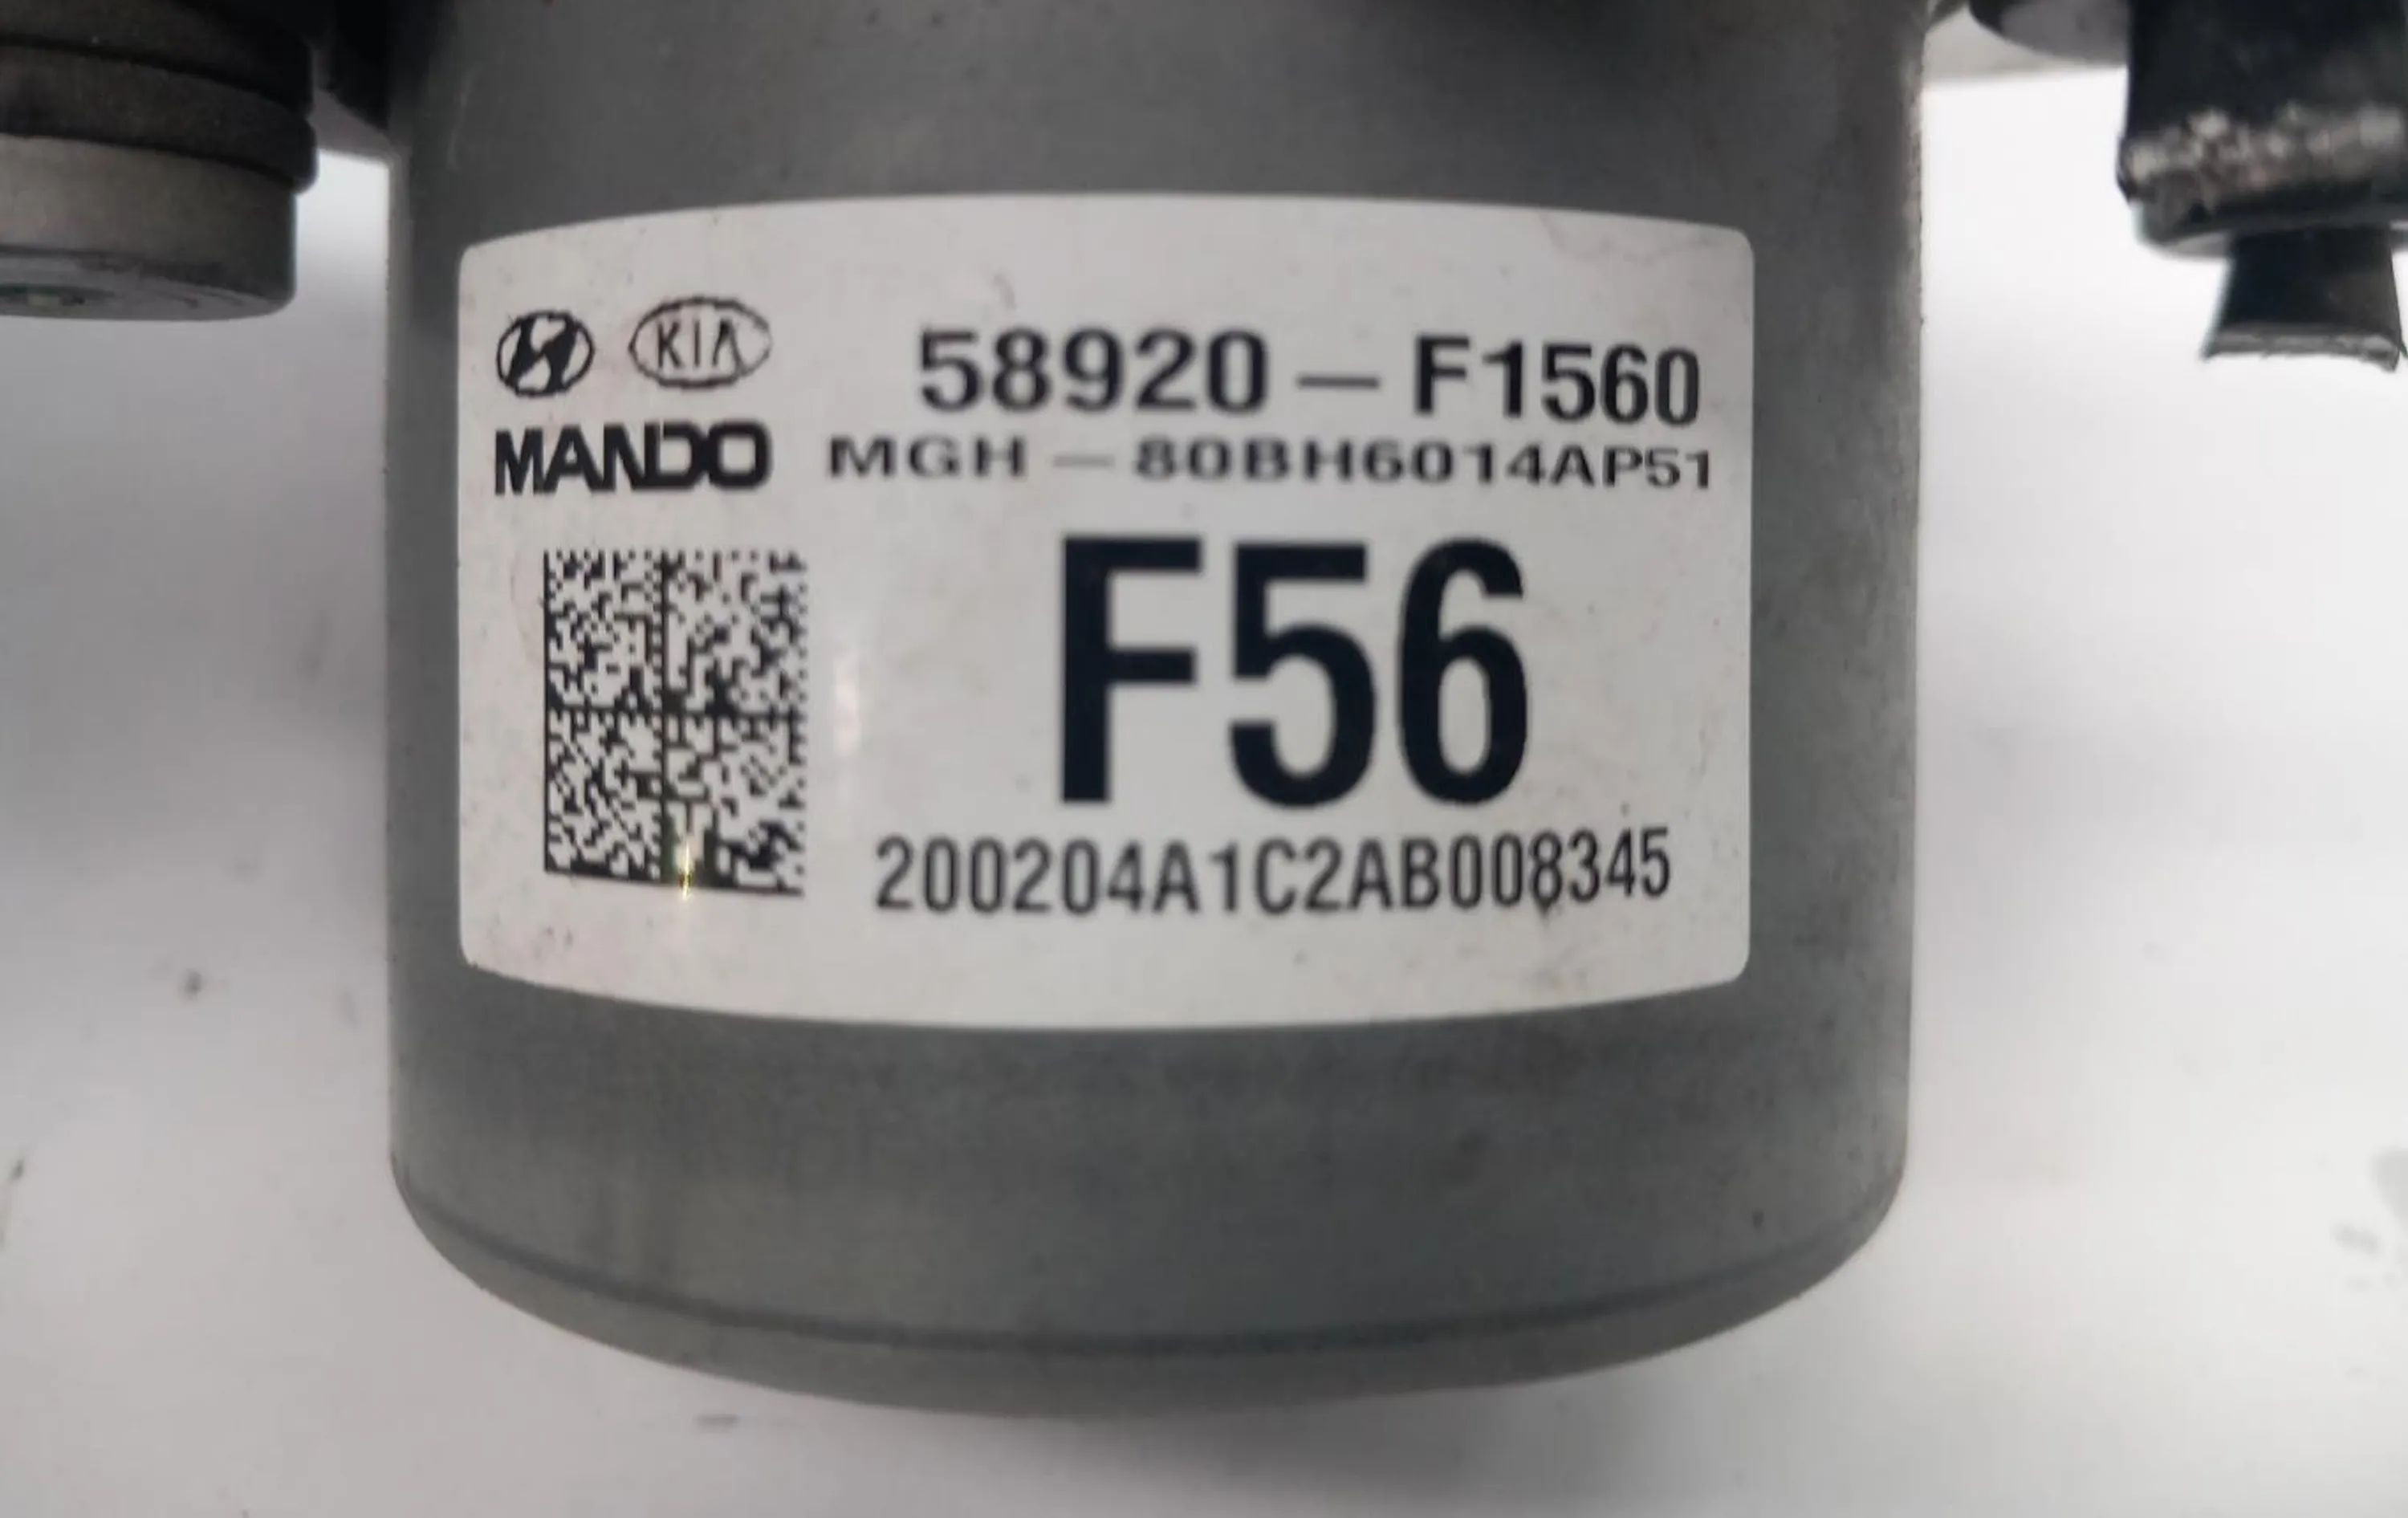 KIA
58920 — F1560
MANDO
MGH — 80BH6014AP51
F56
200204A1C2AB008345